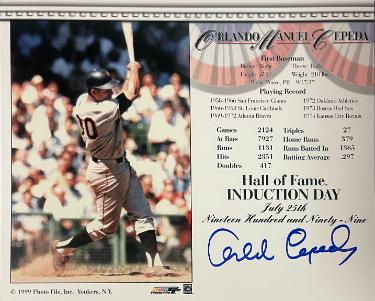 ORLANDO MANUEL CEPEDA
First Baseman
Height: 6'2" Weight: 210 lbs
Playing Record
1958-1966 San Francisco Giants 1972 Oakland Athletics
1966-1968 St. Louis Cardinals 1973 Boston Red Sox
1969-1972 Atlanta Braves 1974 Kansas City Royals
Games 2124 Triples 27
At Bats 7927 Home Runs 379
Runs 1131 Runs Batted In 1365
Hits 2351 Batting Average .297
Doubles 417
Hall of Fame
INDUCTION DAY
July 25th
Nineteen Hundred and Ninety - Nine
Orlando Cepeda
© 1999 Photo File, Inc. Yonkers, N.Y.